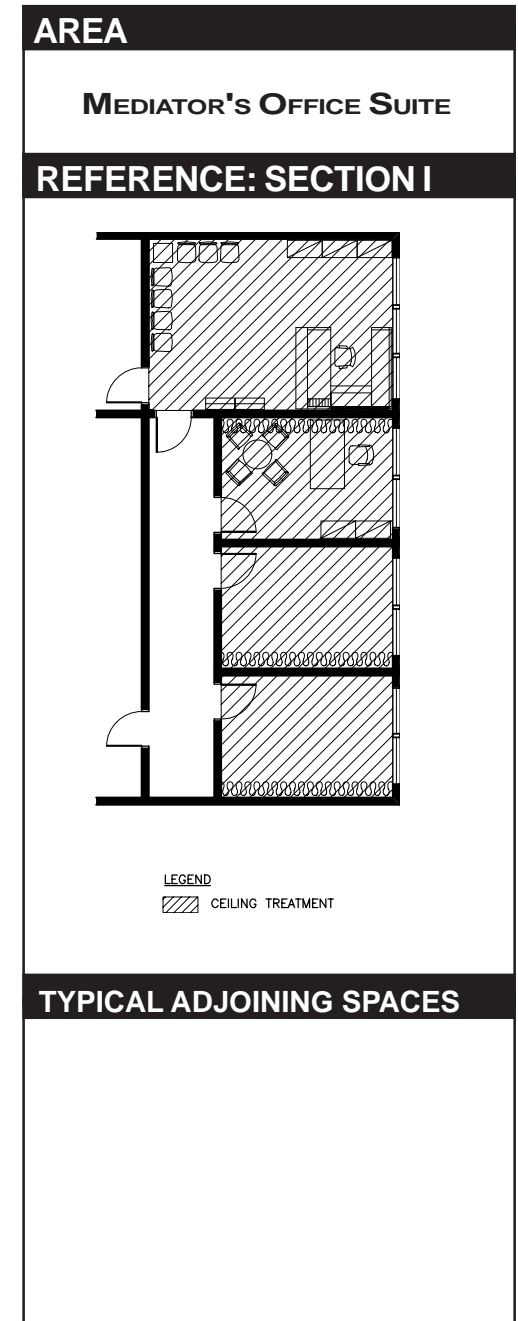 AREA
MEDIATOR'S OFFICE SUITE
REFERENCE: SECTION I
LEGEND
CEILING TREATMENT
TYPICAL ADJOINING SPACES